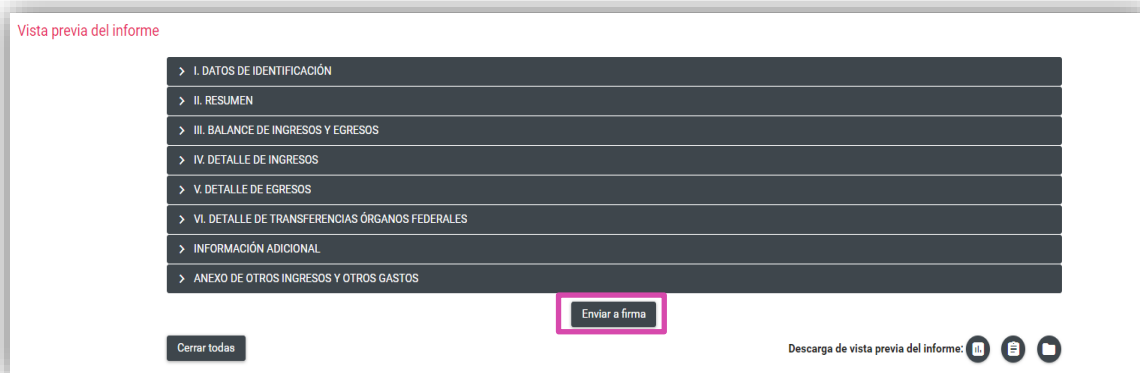 Vista previa del informe
I. DATOS DE IDENTIFICACIÓN
II. RESUMEN
III. BALANCE DE INGRESOS Y EGRESOS
IV. DETALLE DE INGRESOS
V. DETALLE DE EGRESOS
VI. DETALLE DE TRANSFERENCIAS ÓRGANOS FEDERALES
INFORMACIÓN ADICIONAL
ANEXO DE OTROS INGRESOS Y OTROS GASTOS
Enviar a firma
Cerrar todas
Descarga de vista previa del informe: